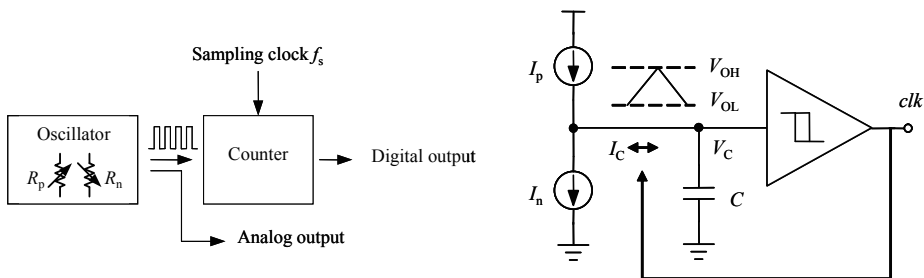 Sampling clock fs
Oscillator
Rp
Rn
Counter
Digital output
Analog output
Ip
VOH
VOL
clk
IC
VC
In
C